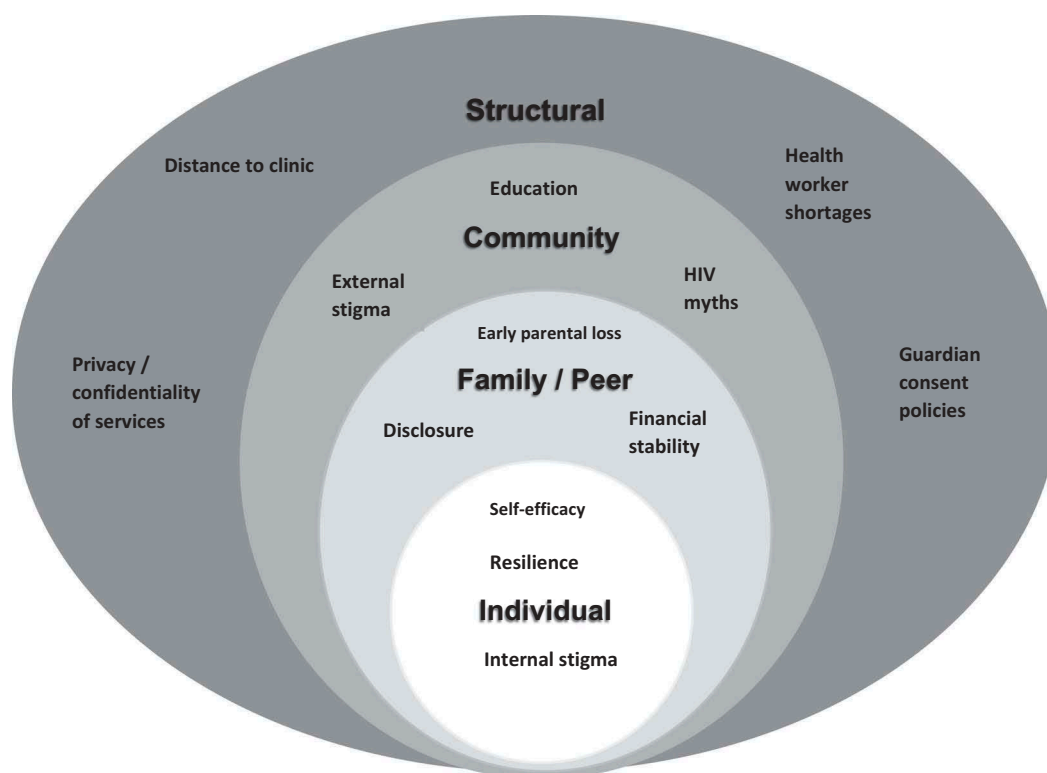 Structural
Distance to clinic
Health
worker
shortages
Privacy /
confidentiality
of services
Guardian
consent
policies
Education
Community
External
stigma
HIV
myths
Early parental loss
Family / Peer
Disclosure
Financial
stability
Self-efficacy
Resilience
Individual
Internal stigma